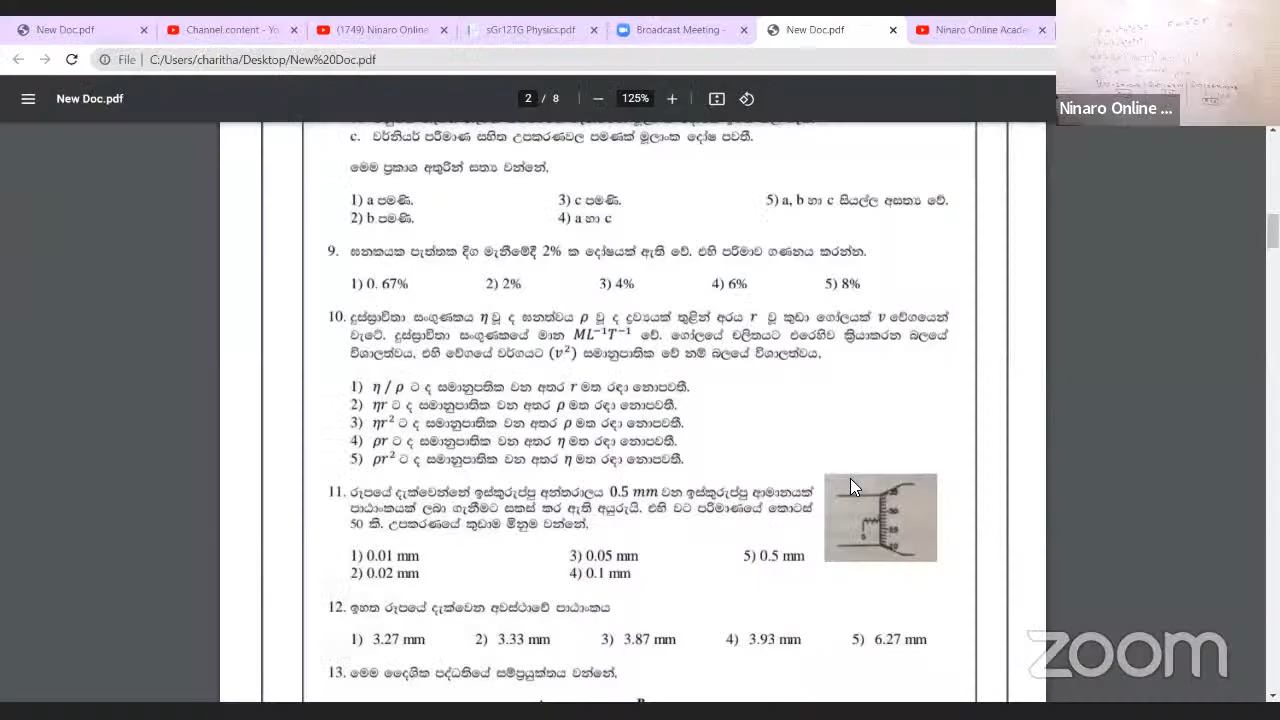 New Doc.pdf
Channel content - Yo
(1749) Ninaro Online
sGr12TG Physics.pdf
Broadcast Meeting -
New Doc.pdf
Ninaro Online Acade
File
C:/Users/charitha/Desktop/New%20Doc.pdf
Ninaro Online ...
New Doc.pdf
2 / 8
125%
c. වර්නියර් පරිමාණ සහිත උපකරණවල පමණක් මූලාංක දෝෂ පවතී.
මෙම ප්‍රකාශ අතුරින් සත්‍ය වන්නේ,
1) a පමණි. 3) c පමණි. 5) a, b හා c සියල්ල අසත්‍ය වේ.
2) b පමණි. 4) a හා c
9. ඝනකයක පැත්තක දිග මැනීමේදී 2% ක දෝෂයක් ඇති වේ. එහි පරිමාව ගණනය කරන්න.
1) 0. 67% 2) 2% 3) 4% 4) 6% 5) 8%
10. දුස්ස්‍රාවිතා සංගුණකය η වූ ද ඝනත්වය ρ වූ ද ද්‍රව්‍යයක් තුළින් අරය r වූ කුඩා ගෝලයක් v වේගයෙන්
වැටේ. දුස්ස්‍රාවිතා සංගුණකයේ මාන ML⁻¹T⁻¹ වේ. ගෝලයේ චලිතයට එරෙහිව ක්‍රියාකරන බලයේ
විශාලත්වය, එහි වේගයේ වර්ගයට (v²) සමානුපාතික වේ නම් බලයේ විශාලත්වය,
1) η / ρ ට ද සමානුපතික වන අතර r මත රඳා නොපවතී.
2) ηr ට ද සමානුපාතික වන අතර ρ මත රඳා නොපවතී.
3) ηr² ට ද සමානුපාතික වන අතර ρ මත රඳා නොපවතී.
4) ρr ට ද සමානුපාතික වන අතර η මත රඳා නොපවතී.
5) ρr² ට ද සමානුපාතික වන අතර η මත රඳා නොපවතී.
11. රූපයේ දැක්වෙන්නේ ඉස්කුරුප්පු අන්තරාලය 0.5 mm වන ඉස්කුරුප්පු ආමානයක්
පාඨාංකයක් ලබා ගැනීමට සකස් කර ඇති අයුරුයි. එහි වට පරිමාණයේ කොටස්
50 කි. උපකරණයේ කුඩාම මිනුම වන්නේ,
1) 0.01 mm 3) 0.05 mm 5) 0.5 mm
2) 0.02 mm 4) 0.1 mm
12. ඉහත රූපයේ දැක්වෙන අවස්ථාවේ පාඨාංකය
1) 3.27 mm 2) 3.33 mm 3) 3.87 mm 4) 3.93 mm 5) 6.27 mm
13. මෙම දෛශික පද්ධතියේ සම්ප්‍රයුක්තය වන්නේ,
zoom